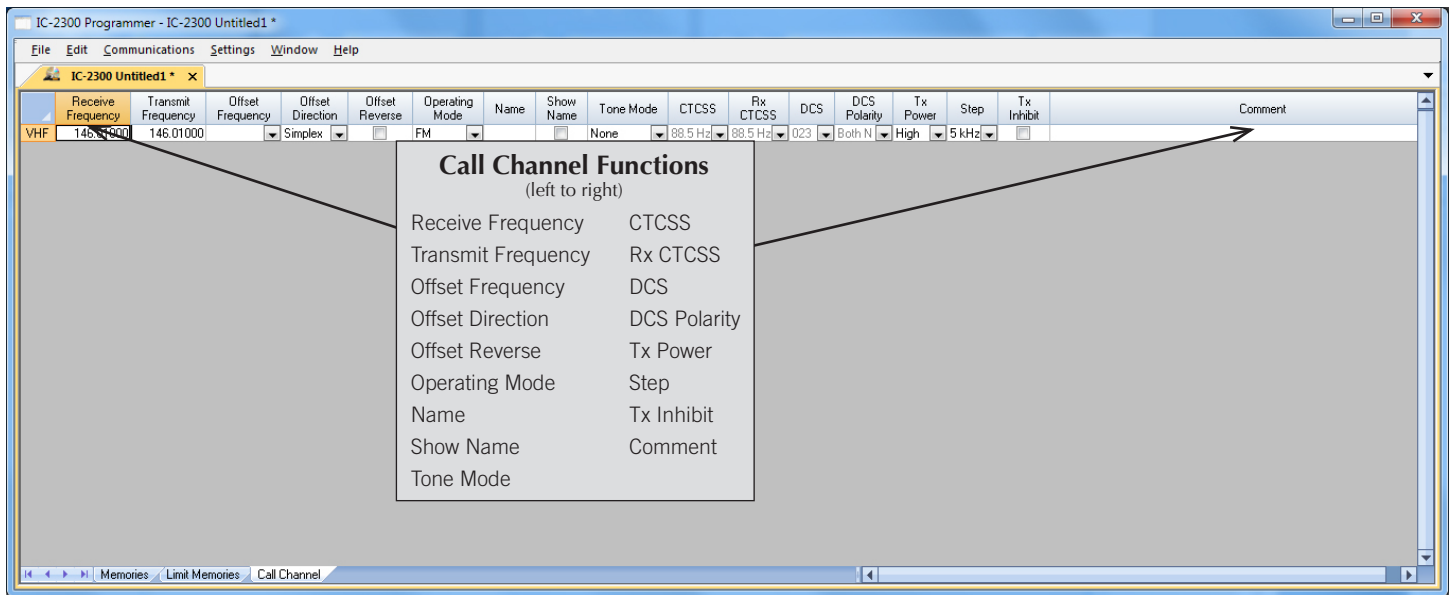 IC-2300 Programmer - IC-2300 Untitled1 *
File Edit Communications Settings Window Help
IC-2300 Untitled1 * X
Receive Frequency Transmit Frequency Offset Frequency Offset Direction Offset Reverse Operating Mode Name Show Name Tone Mode CTCSS Rx CTCSS DCS DCS Polarity Tx Power Step Tx Inhibit Comment
VHF 146.01000 146.01000 Simplex FM None 88.5 Hz 88.5 Hz 023 Both N High 5 kHz
Call Channel Functions
(left to right)
Receive Frequency
Transmit Frequency
Offset Frequency
Offset Direction
Offset Reverse
Operating Mode
Name
Show Name
Tone Mode
CTCSS
Rx CTCSS
DCS
DCS Polarity
Tx Power
Step
Tx Inhibit
Comment
Memories Limit Memories Call Channel